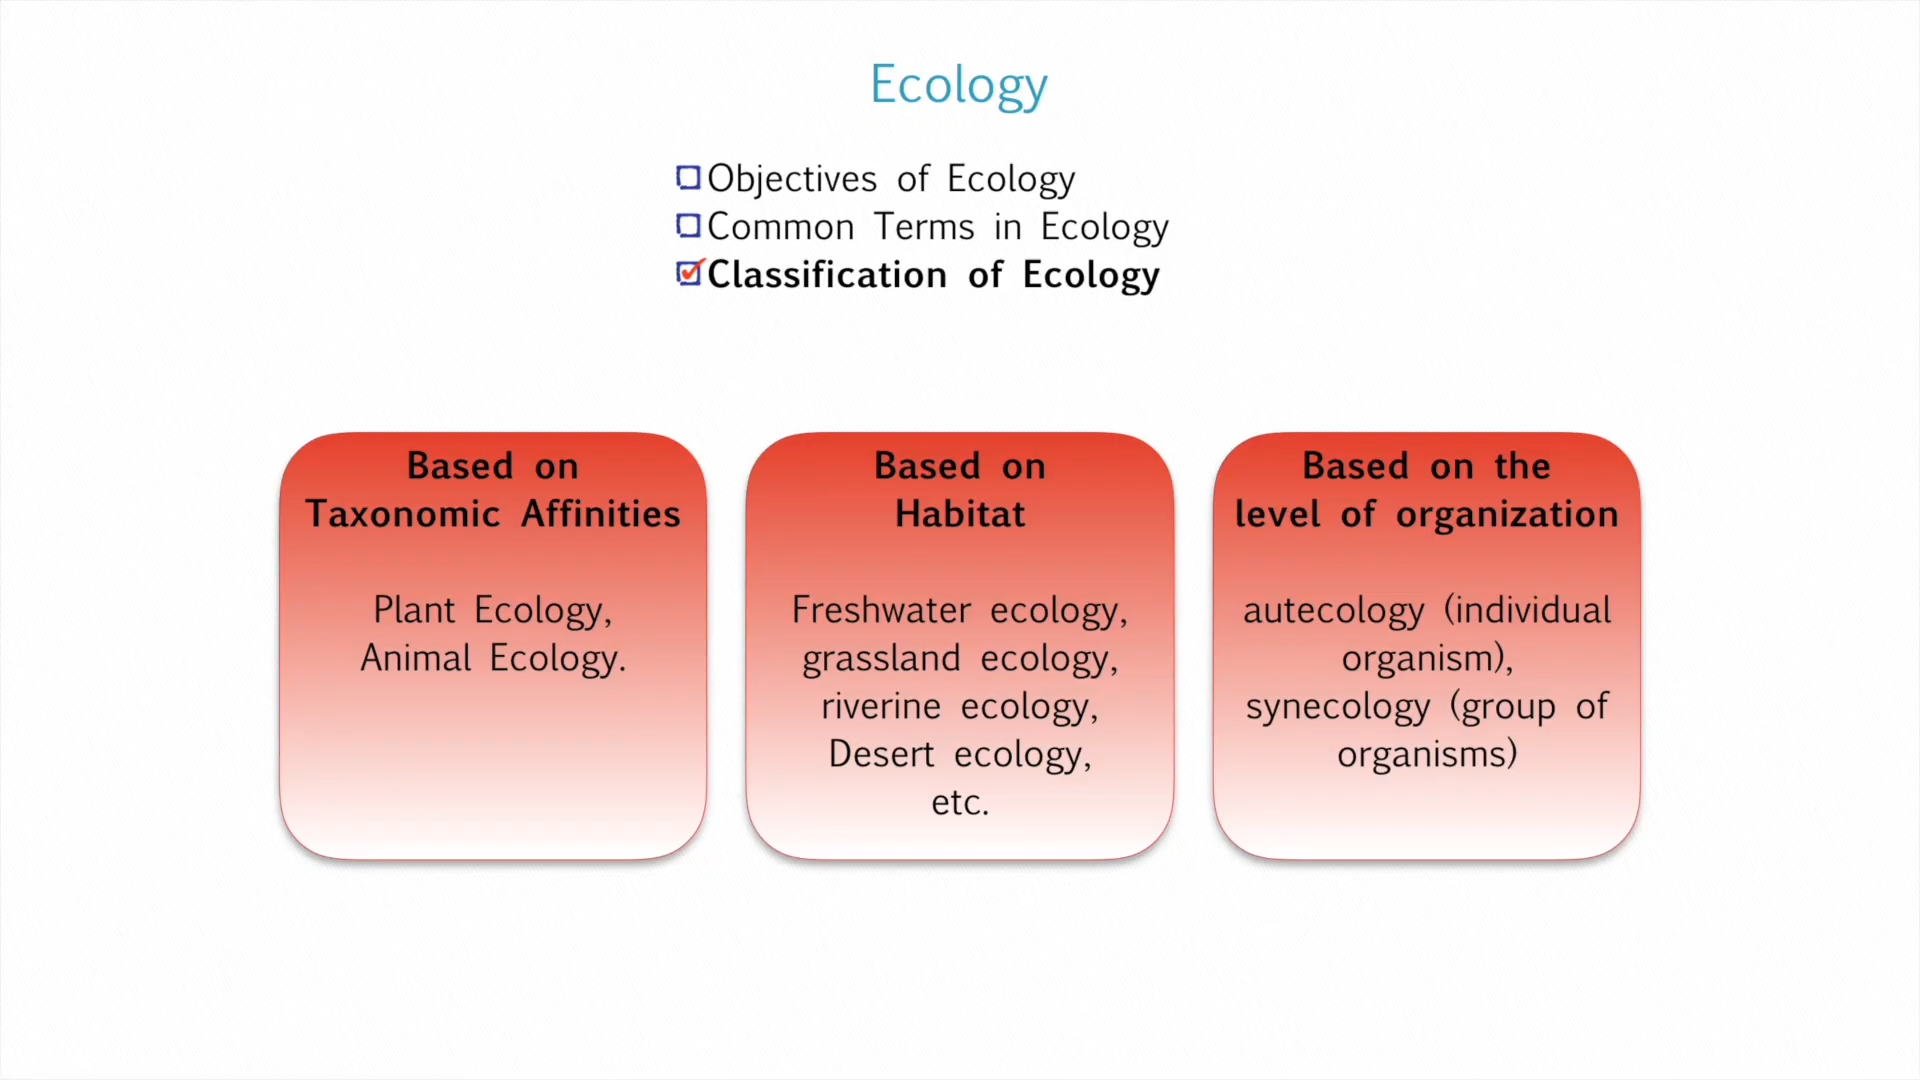 Ecology
Objectives of Ecology
Common Terms in Ecology
Classification of Ecology
Based on
Taxonomic Affinities
Plant Ecology,
Animal Ecology.
Based on
Habitat
Freshwater ecology,
grassland ecology,
riverine ecology,
Desert ecology,
etc.
Based on the
level of organization
autecology (individual
organism),
synecology (group of
organisms)